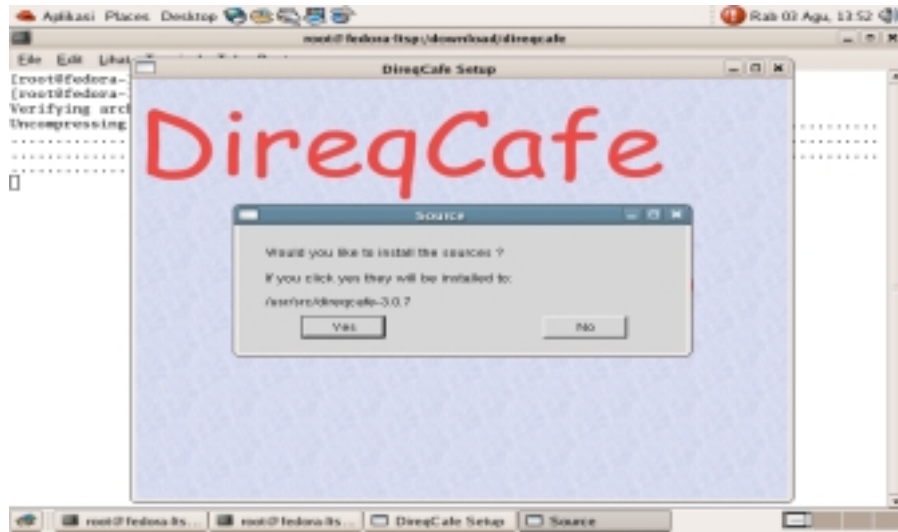 Aplikasi Places Desktop
Rab 03 Agu, 13:52
root@fedora-ltsp:/download/direqcafe
File Edit Lihat
DireqCafe Setup
[root@fedora-
[root@fedora-
Verifying arch
Uncompressing
DireqCafe
Source
Would you like to install the sources ?
If you click yes they will be installed to:
/usr/src/direqcafe-3.0.7
Yes
No
root@fedora-lts...
root@fedora-lts...
DireqCafe Setup
Source